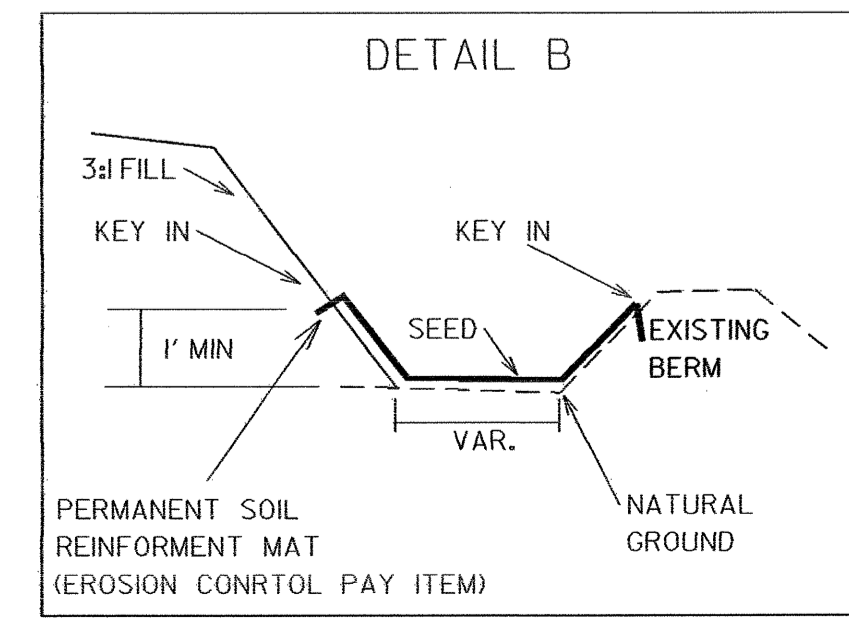 DETAIL B
3:1 FILL
KEY IN
KEY IN
SEED
1' MIN
EXISTING
BERM
VAR.
PERMANENT SOIL
REINFORMENT MAT
(EROSION CONRTOL PAY ITEM)
NATURAL
GROUND